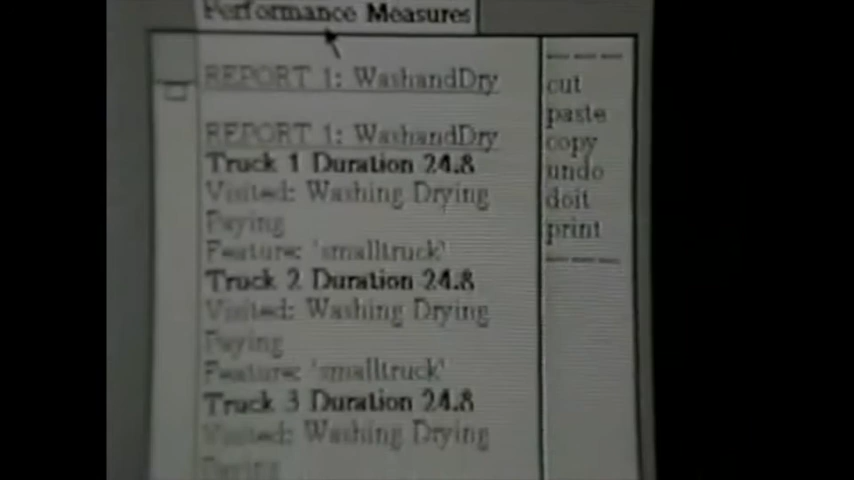 Performance Measures
REPORT 1: WashandDry
REPORT 1: WashandDry
Truck 1 Duration 24.8
Visited: Washing Drying
Paying
Feature: 'smalltruck'
Truck 2 Duration 24.8
Visited: Washing Drying
Paying
Feature: 'smalltruck'
Truck 3 Duration 24.8
Visited: Washing Drying
Paying
cut
paste
copy
undo
doit
print